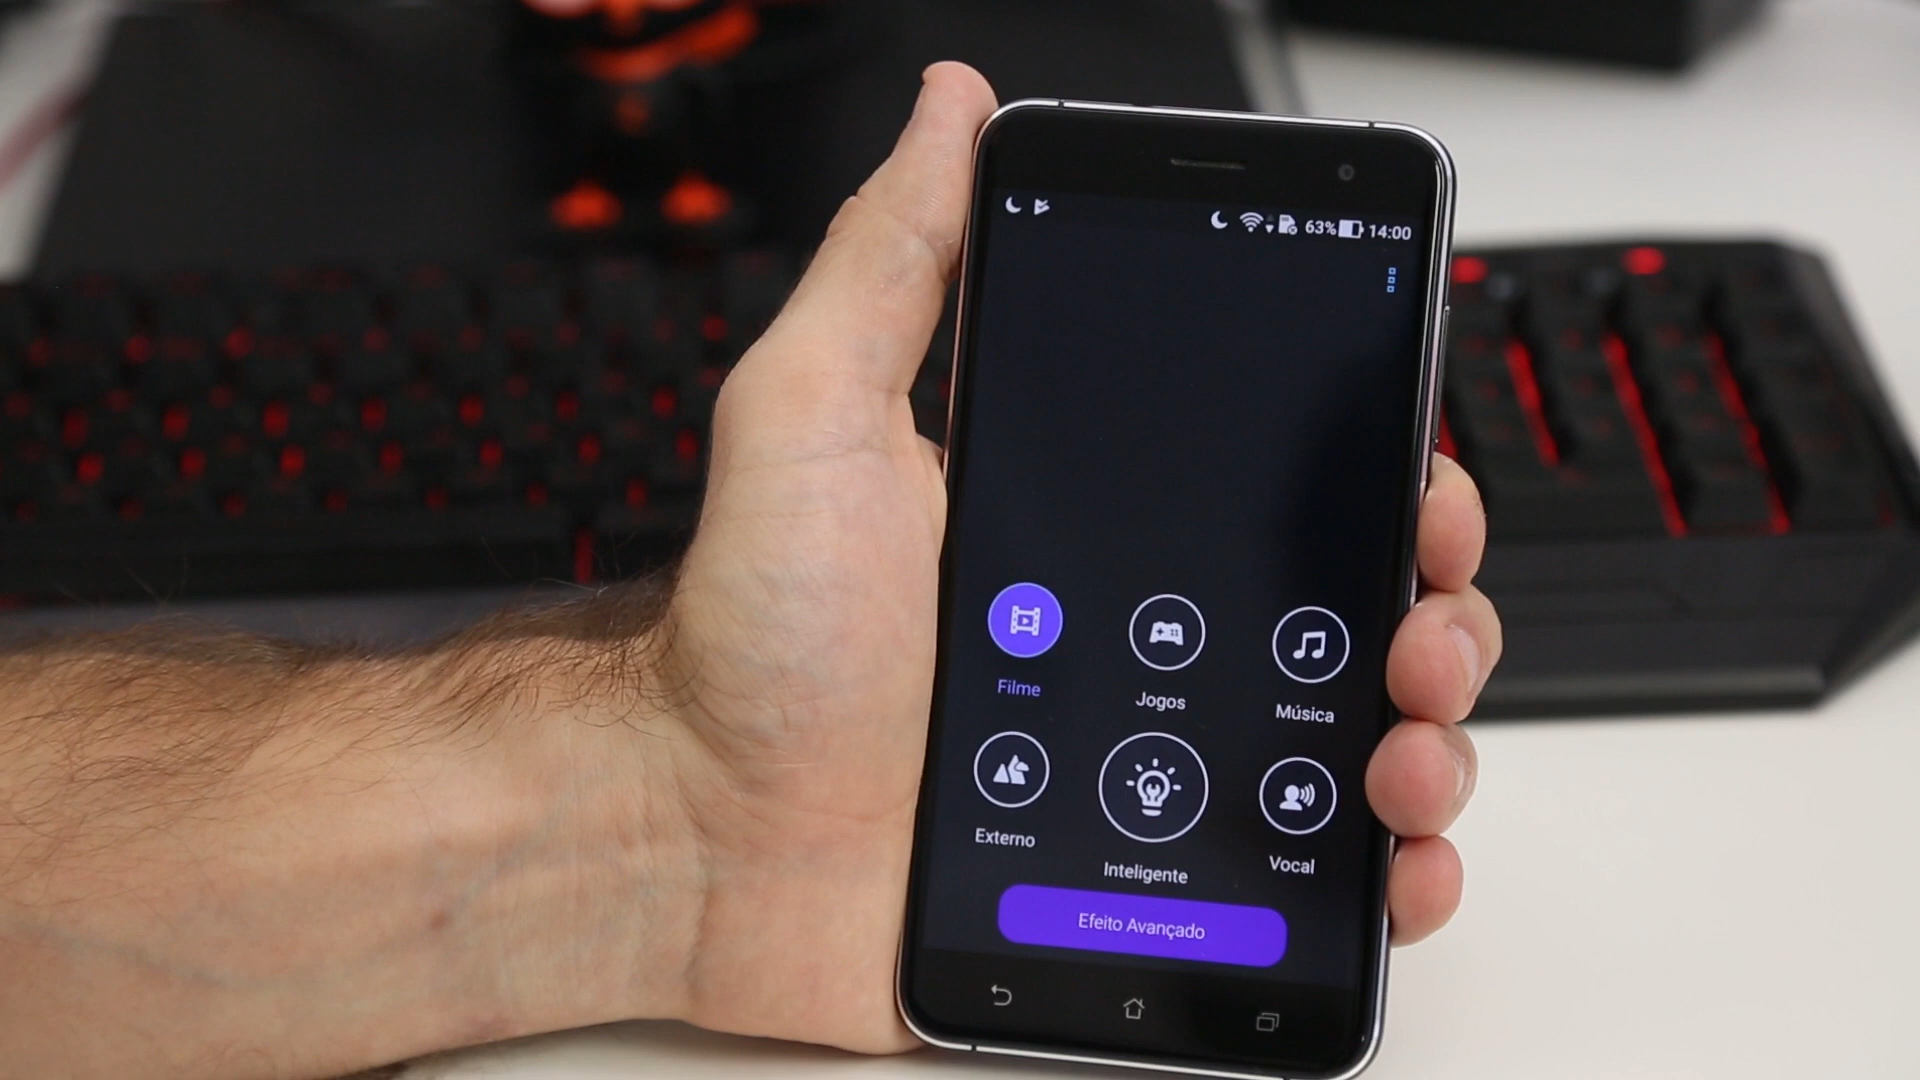 63% 14:00
Filme
Jogos
Música
Externo
Inteligente
Vocal
Efeito Avançado